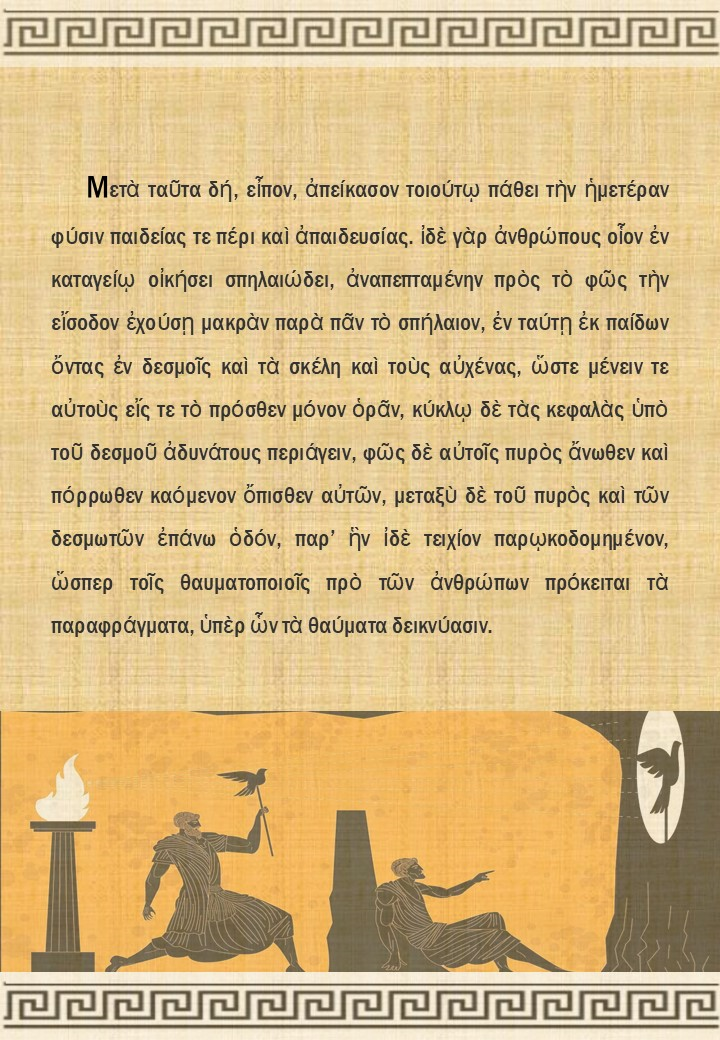 Μετὰ ταῦτα δή, εἶπον, ἀπείκασον τοιούτῳ πάθει τὴν ἡμετέραν
φύσιν παιδείας τε πέρι καὶ ἀπαιδευσίας. ἰδὲ γὰρ ἀνθρώπους οἷον ἐν
καταγείῳ οἰκήσει σπηλαιώδει, ἀναπεπταμένην πρὸς τὸ φῶς τὴν
εἴσοδον ἐχούσῃ μακρὰν παρὰ πᾶν τὸ σπήλαιον, ἐν ταύτῃ ἐκ παίδων
ὄντας ἐν δεσμοῖς καὶ τὰ σκέλη καὶ τοὺς αὐχένας, ὥστε μένειν τε
αὐτοὺς εἴς τε τὸ πρόσθεν μόνον ὁρᾶν, κύκλῳ δὲ τὰς κεφαλὰς ὑπὸ
τοῦ δεσμοῦ ἀδυνάτους περιάγειν, φῶς δὲ αὐτοῖς πυρὸς ἄνωθεν καὶ
πόρρωθεν καόμενον ὄπισθεν αὐτῶν, μεταξὺ δὲ τοῦ πυρὸς καὶ τῶν
δεσμωτῶν ἐπάνω ὁδόν, παρ’ ἣν ἰδὲ τειχίον παρῳκοδομημένον,
ὥσπερ τοῖς θαυματοποιοῖς πρὸ τῶν ἀνθρώπων πρόκειται τὰ
παραφράγματα, ὑπὲρ ὧν τὰ θαύματα δεικνύασιν.